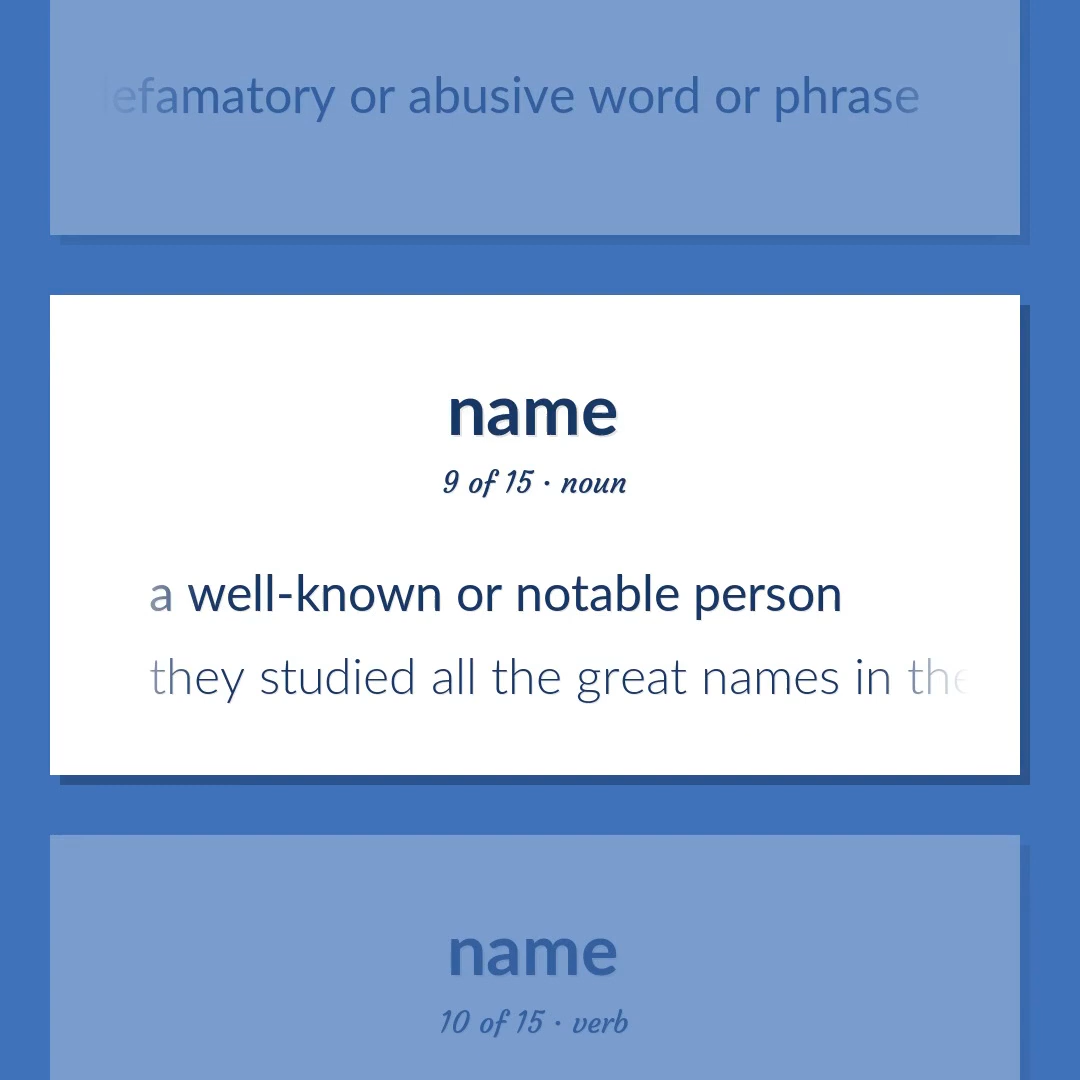 defamatory or abusive word or phrase
name
9 of 15 · noun
a well-known or notable person
they studied all the great names in the
name
10 of 15 · verb